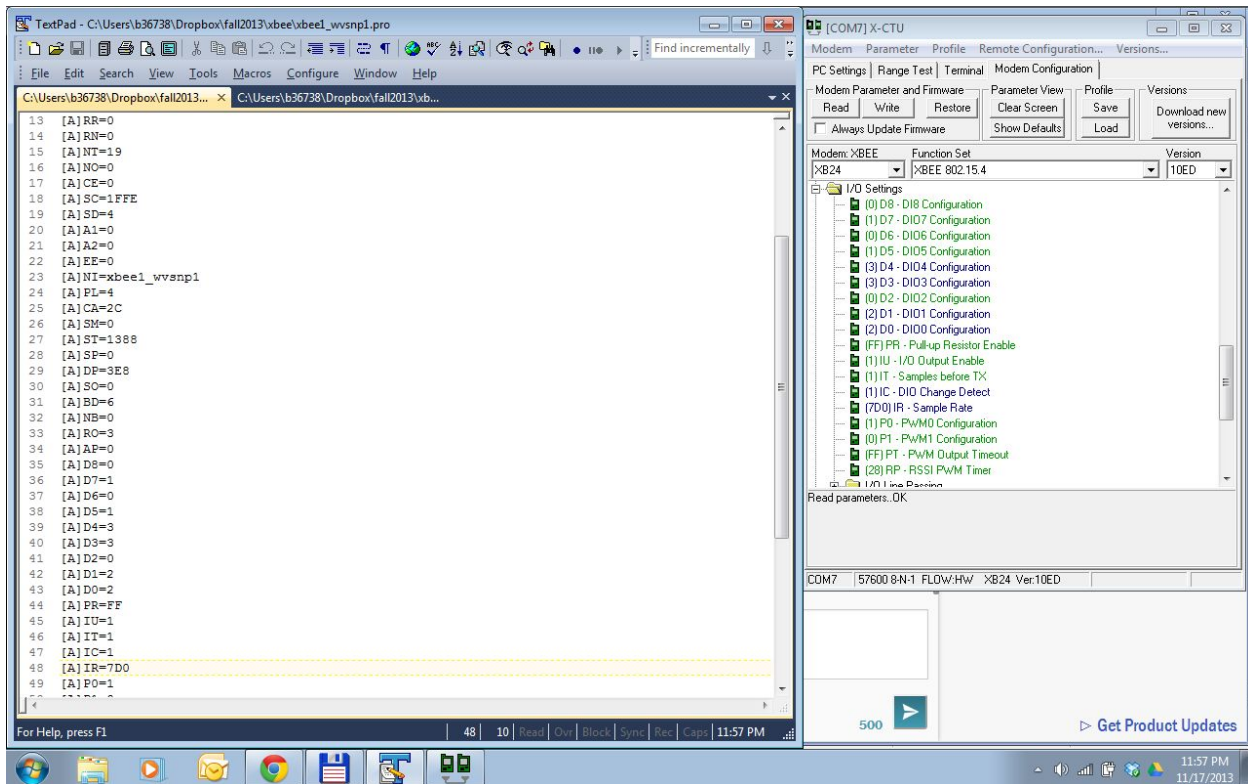 TextPad - C:\Users\b36738\Dropbox\fall2013\xbee\xbee1_wvsnp1.pro
Find incrementally
File Edit Search View Tools Macros Configure Window Help
C:\Users\b36738\Dropbox\fall2013...
C:\Users\b36738\Dropbox\fall2013\xb...
13 [A]RR=0
14 [A]RN=0
15 [A]NT=19
16 [A]NO=0
17 [A]CE=0
18 [A]SC=1FFE
19 [A]SD=4
20 [A]A1=0
21 [A]A2=0
22 [A]EE=0
23 [A]NI=xbee1_wvsnp1
24 [A]PL=4
25 [A]CA=2C
26 [A]SM=0
27 [A]ST=1388
28 [A]SP=0
29 [A]DP=3E8
30 [A]SO=0
31 [A]BD=6
32 [A]NB=0
33 [A]RO=3
34 [A]AP=0
35 [A]D8=0
36 [A]D7=1
37 [A]D6=0
38 [A]D5=1
39 [A]D4=3
40 [A]D3=3
41 [A]D2=0
42 [A]D1=2
43 [A]D0=2
44 [A]PR=FF
45 [A]IU=1
46 [A]IT=1
47 [A]IC=1
48 [A]IR=7D0
49 [A]P0=1
For Help, press F1
48 10 Read Ovr Block Sync Rec Caps 11:57 PM
[COM7] X-CTU
Modem Parameter Profile Remote Configuration... Versions...
PC Settings Range Test Terminal Modem Configuration
Modem Parameter and Firmware Parameter View Profile Versions
Read Write Restore Clear Screen Save Download new versions...
Always Update Firmware Show Defaults Load
Modem: XBEE Function Set Version
XB24 XBEE 802.15.4 10ED
I/O Settings
(0) D8 - DI8 Configuration
(1) D7 - DIO7 Configuration
(0) D6 - DIO6 Configuration
(1) D5 - DIO5 Configuration
(3) D4 - DIO4 Configuration
(3) D3 - DIO3 Configuration
(0) D2 - DIO2 Configuration
(2) D1 - DIO1 Configuration
(2) D0 - DIO0 Configuration
(FF) PR - Pull-up Resistor Enable
(1) IU - I/O Output Enable
(1) IT - Samples before TX
(1) IC - DIO Change Detect
(7D0) IR - Sample Rate
(1) P0 - PWM0 Configuration
(0) P1 - PWM1 Configuration
(FF) PT - PWM Output Timeout
(28) RP - RSSI PWM Timer
I/O Line Passing
Read parameters..OK
COM7 57600 8-N-1 FLOW:HW XB24 Ver:10ED
500
Get Product Updates
11:57 PM
11/17/2013